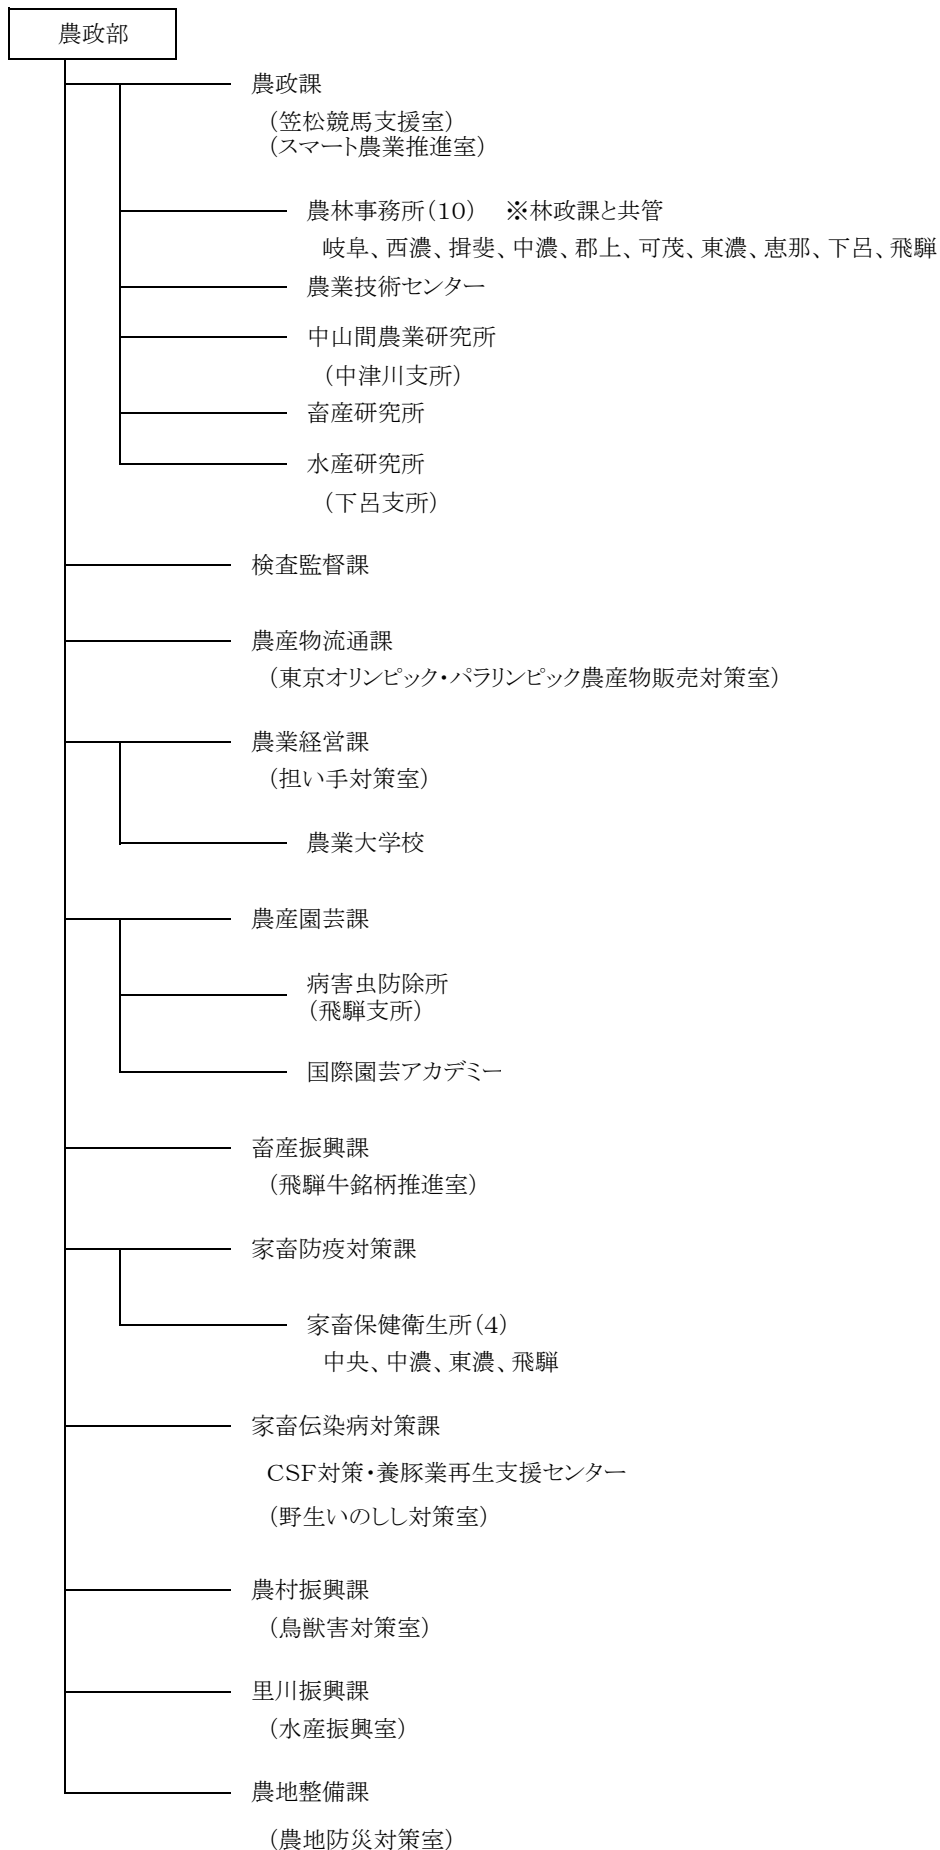 農政部
農政課
（笠松競馬支援室）
（スマート農業推進室）
農林事務所（10）　※林政課と共管
岐阜、西濃、揖斐、中濃、郡上、可茂、東濃、恵那、下呂、飛騨
農業技術センター
中山間農業研究所
（中津川支所）
畜産研究所
水産研究所
（下呂支所）
検査監督課
農産物流通課
（東京オリンピック・パラリンピック農産物販売対策室）
農業経営課
（担い手対策室）
農業大学校
農産園芸課
病害虫防除所
（飛騨支所）
国際園芸アカデミー
畜産振興課
（飛騨牛銘柄推進室）
家畜防疫対策課
家畜保健衛生所（4）
中央、中濃、東濃、飛騨
家畜伝染病対策課
CSF対策・養豚業再生支援センター
（野生いのしし対策室）
農村振興課
（鳥獣害対策室）
里川振興課
（水産振興室）
農地整備課
（農地防災対策室）